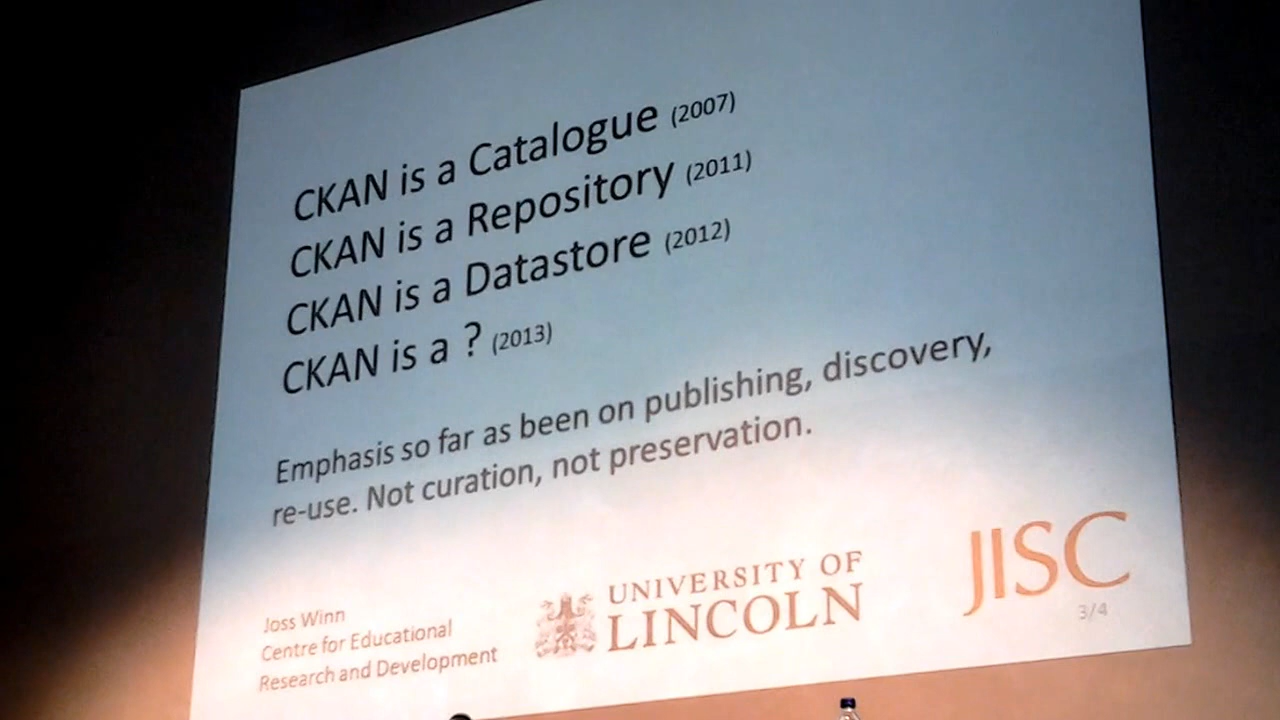 CKAN is a Catalogue (2007)
CKAN is a Repository (2011)
CKAN is a Datastore (2012)
CKAN is a ? (2013)
Emphasis so far as been on publishing, discovery,
re-use. Not curation, not preservation.
Joss Winn
Centre for Educational
Research and Development
UNIVERSITY OF
LINCOLN
JISC
3/4